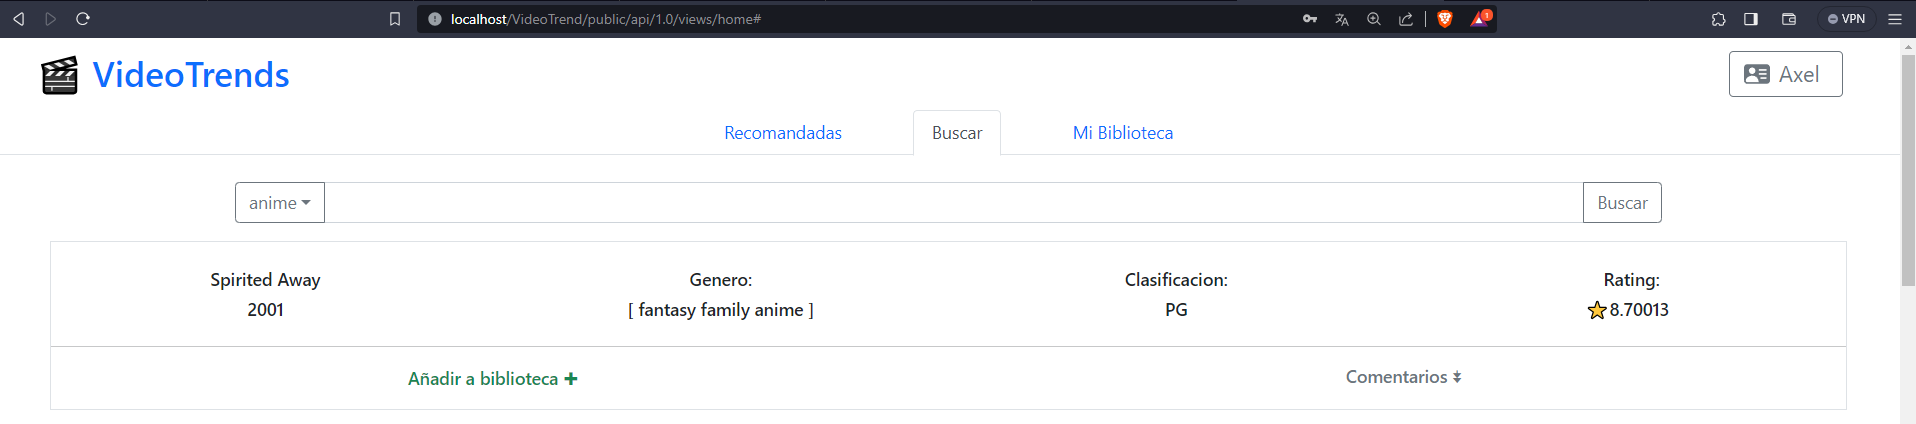 localhost/VideoTrend/public/api/1.0/views/home#
1
VPN
VideoTrends
Axel
Recomandadas
Buscar
Mi Biblioteca
anime
Buscar
Spirited Away
Genero:
Clasificacion:
Rating:
2001
[ fantasy family anime ]
PG
8.70013
Añadir a biblioteca
Comentarios